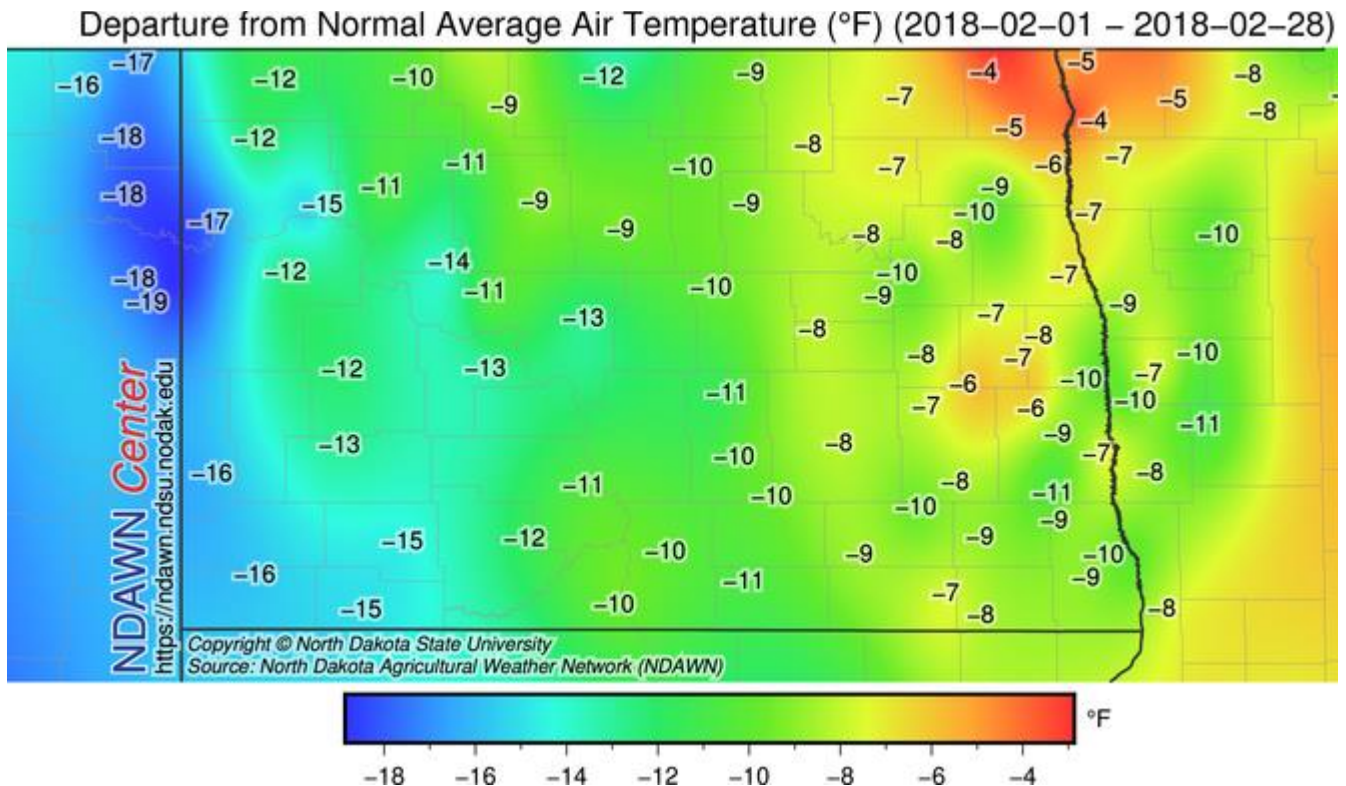 Departure from Normal Average Air Temperature (°F) (2018−02−01 − 2018−02−28)
−17 −5
−16 −12 −10 −12 −9 −4 −8
−9 −7 −5 −8
−18 −12 −8 −5 −4
−11 −10 −7 −6 −7
−18 −17 −15 −11 −9 −9 −9 −10 −7
−9 −8 −8 −10
−18 −12 −14 −10 −7
−19 −11 −10 −9 −9
−13 −8 −7 −8
−12 −13 −8 −7 −10
−11 −6 −10 −7
−7 −6 −10
−13 −8 −9 −11
−16 −10 −7 −8
−11 −10 −8 −11
−10 −9
−15 −12 −10 −9 −9 −10
−16 −11 −7 −9
−15 −10 −8 −8
NDAWN Center
https://ndawn.ndsu.nodak.edu
Copyright © North Dakota State University
Source: North Dakota Agricultural Weather Network (NDAWN)
°F
−18 −16 −14 −12 −10 −8 −6 −4